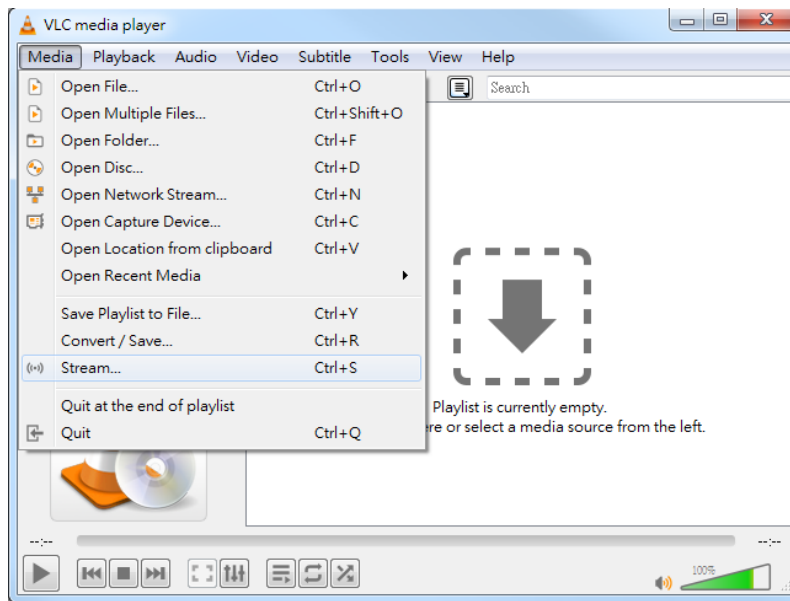 VLC media player
Media Playback Audio Video Subtitle Tools View Help
Search
Open File... Ctrl+O
Open Multiple Files... Ctrl+Shift+O
Open Folder... Ctrl+F
Open Disc... Ctrl+D
Open Network Stream... Ctrl+N
Open Capture Device... Ctrl+C
Open Location from clipboard Ctrl+V
Open Recent Media
Save Playlist to File... Ctrl+Y
Convert / Save... Ctrl+R
Stream... Ctrl+S
Quit at the end of playlist
Quit Ctrl+Q
Playlist is currently empty.
or select a media source from the left.
--:-- --:--
100%